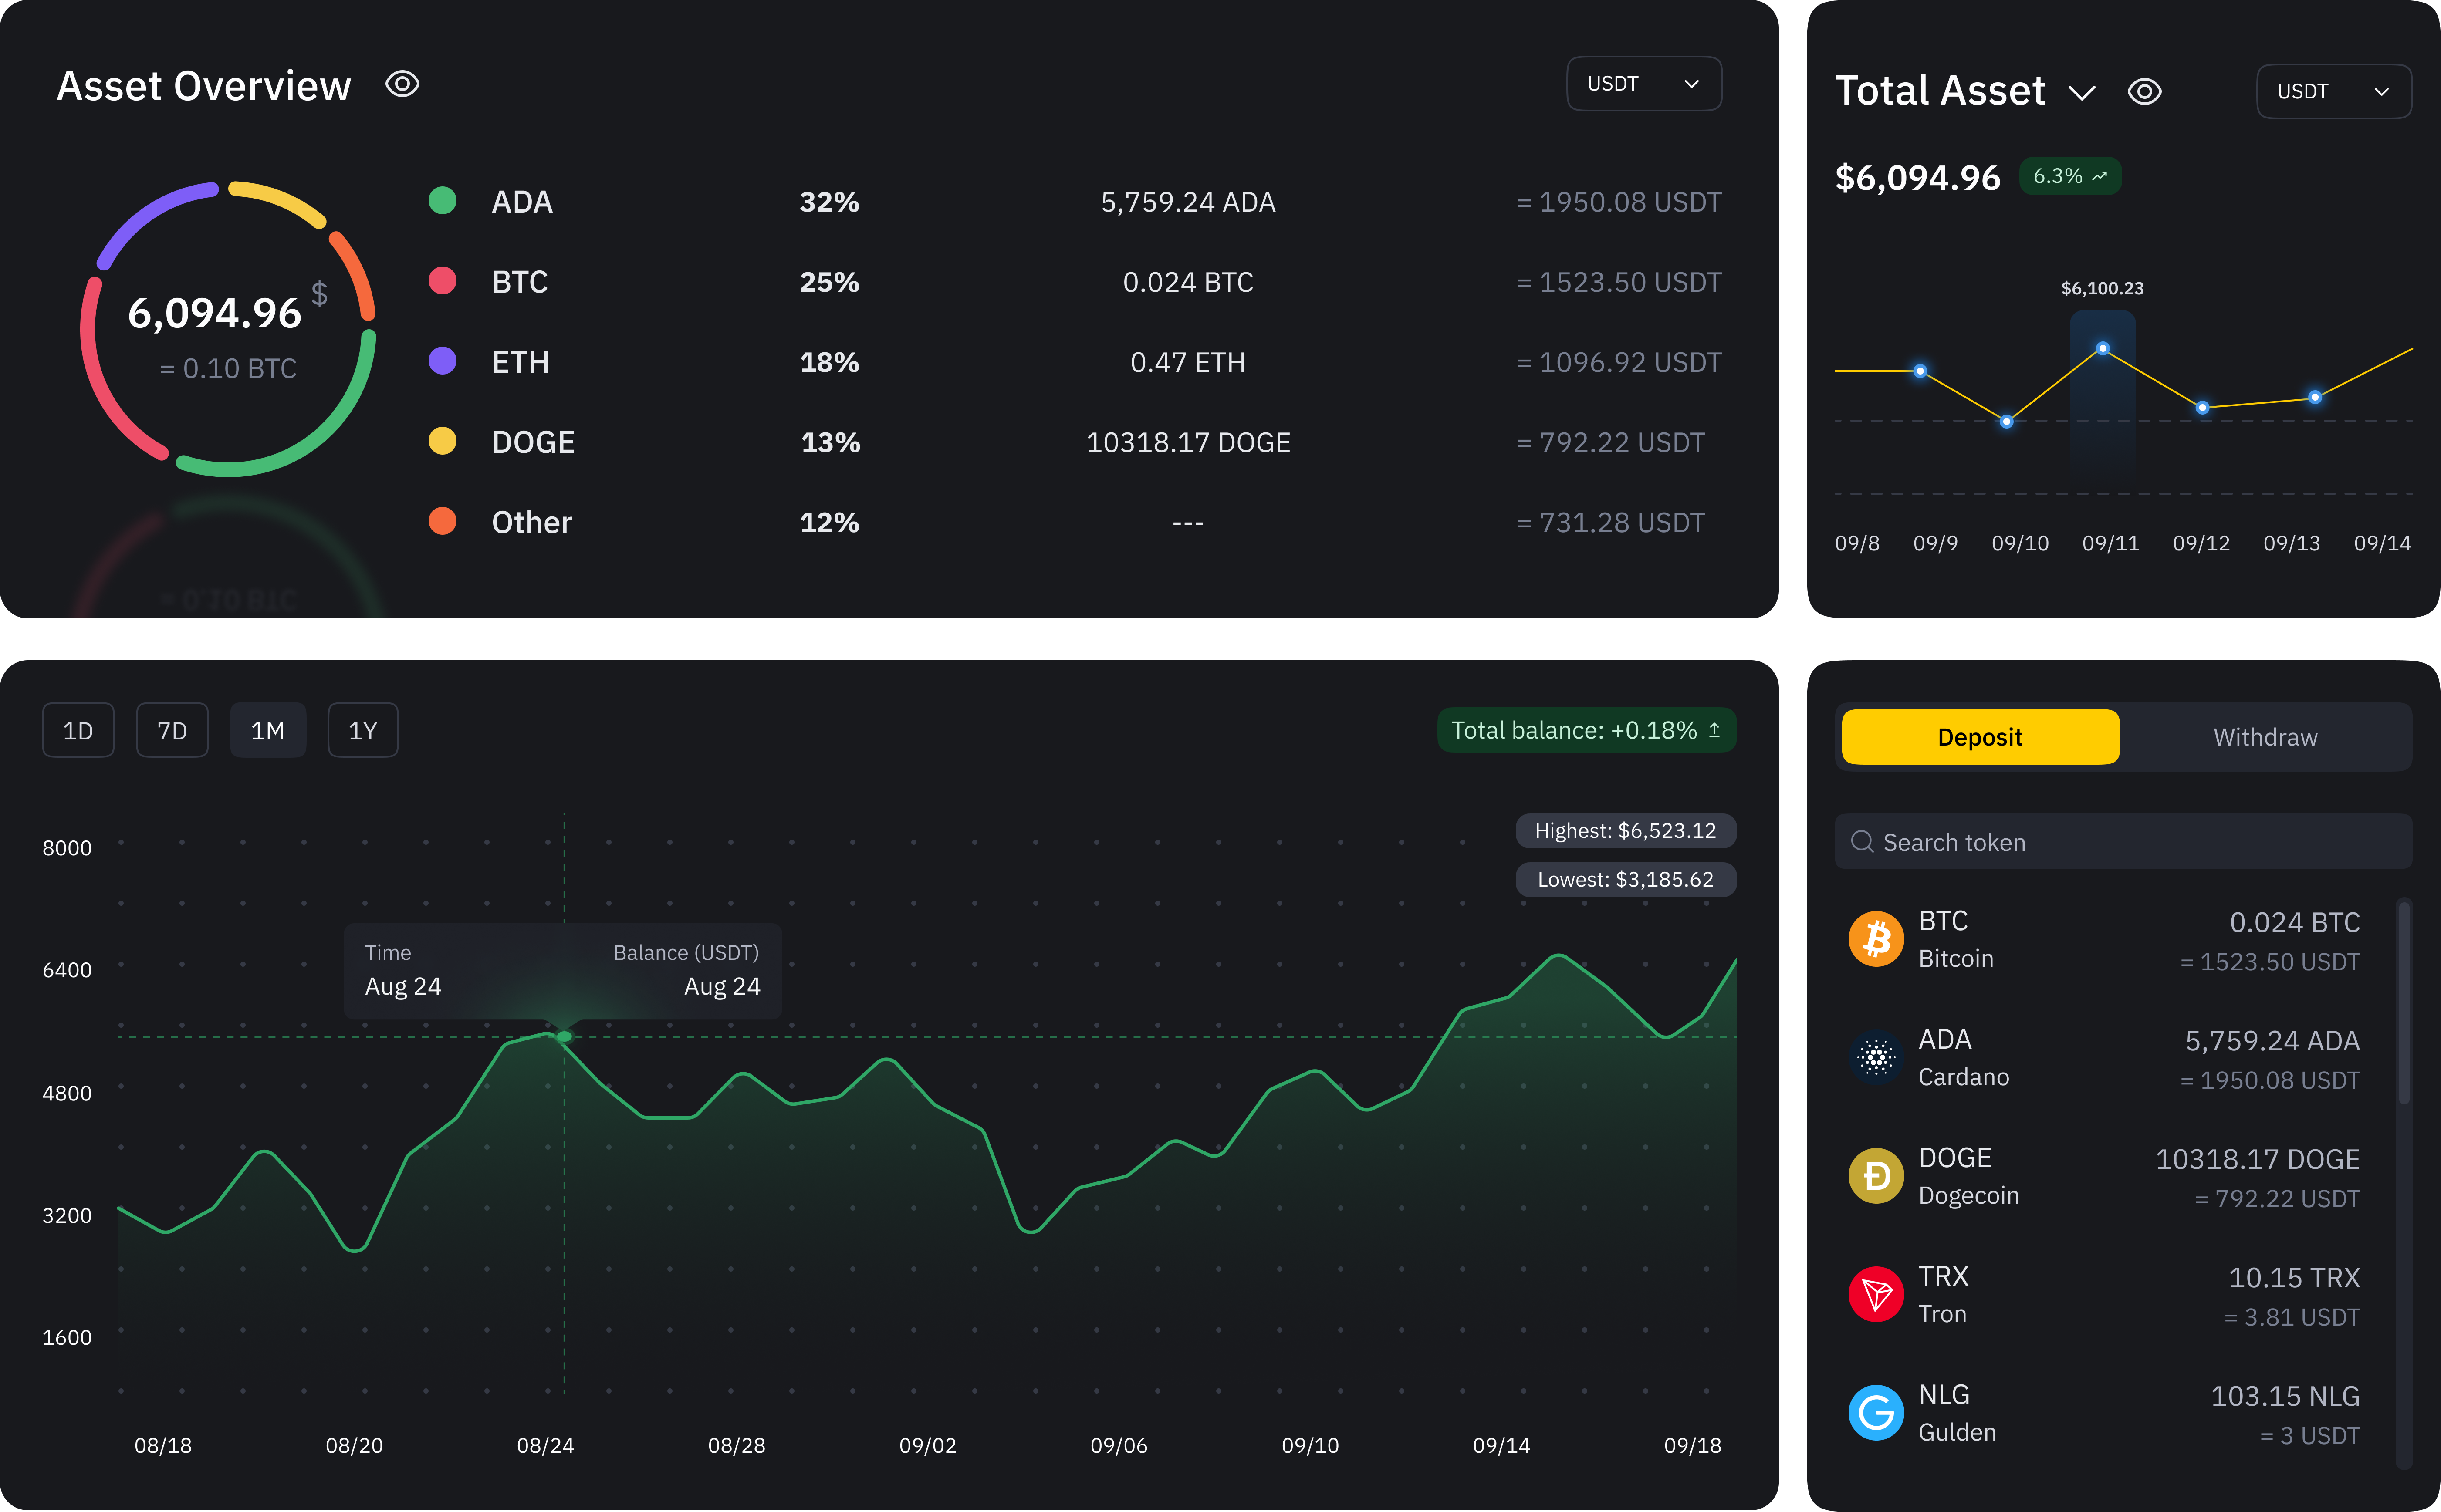 Asset Overview
USDT
6,094.96 $
= 0.10 BTC
ADA 32% 5,759.24 ADA = 1950.08 USDT
BTC 25% 0.024 BTC = 1523.50 USDT
ETH 18% 0.47 ETH = 1096.92 USDT
DOGE 13% 10318.17 DOGE = 792.22 USDT
Other 12% --- = 731.28 USDT
= 0.10 BTC
Total Asset
USDT
$6,094.96 6.3%
$6,100.23
09/8 09/9 09/10 09/11 09/12 09/13 09/14
1D 7D 1M 1Y
Total balance: +0.18%
Highest: $6,523.12
Lowest: $3,185.62
8000
6400
4800
3200
1600
Time Balance (USDT)
Aug 24 Aug 24
08/18 08/20 08/24 08/28 09/02 09/06 09/10 09/14 09/18
Deposit Withdraw
Search token
BTC 0.024 BTC
Bitcoin = 1523.50 USDT
ADA 5,759.24 ADA
Cardano = 1950.08 USDT
DOGE 10318.17 DOGE
Dogecoin = 792.22 USDT
TRX 10.15 TRX
Tron = 3.81 USDT
NLG 103.15 NLG
Gulden = 3 USDT